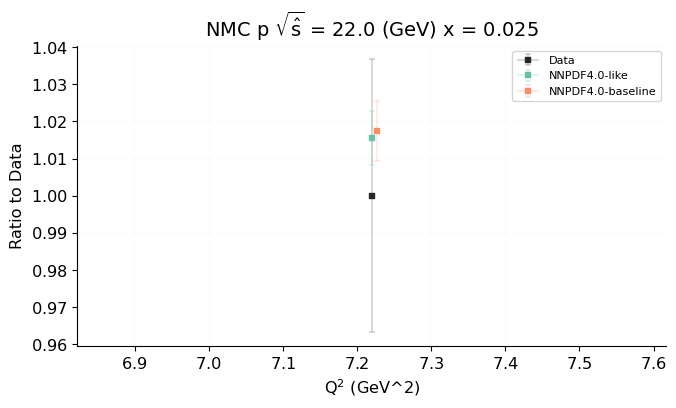 NMC p √ŝ = 22.0 (GeV) x = 0.025
1.04
1.03
1.02
1.01
1.00
0.99
0.98
0.97
0.96
Ratio to Data
Data
NNPDF4.0-like
NNPDF4.0-baseline
6.9 7.0 7.1 7.2 7.3 7.4 7.5 7.6
Q² (GeV^2)